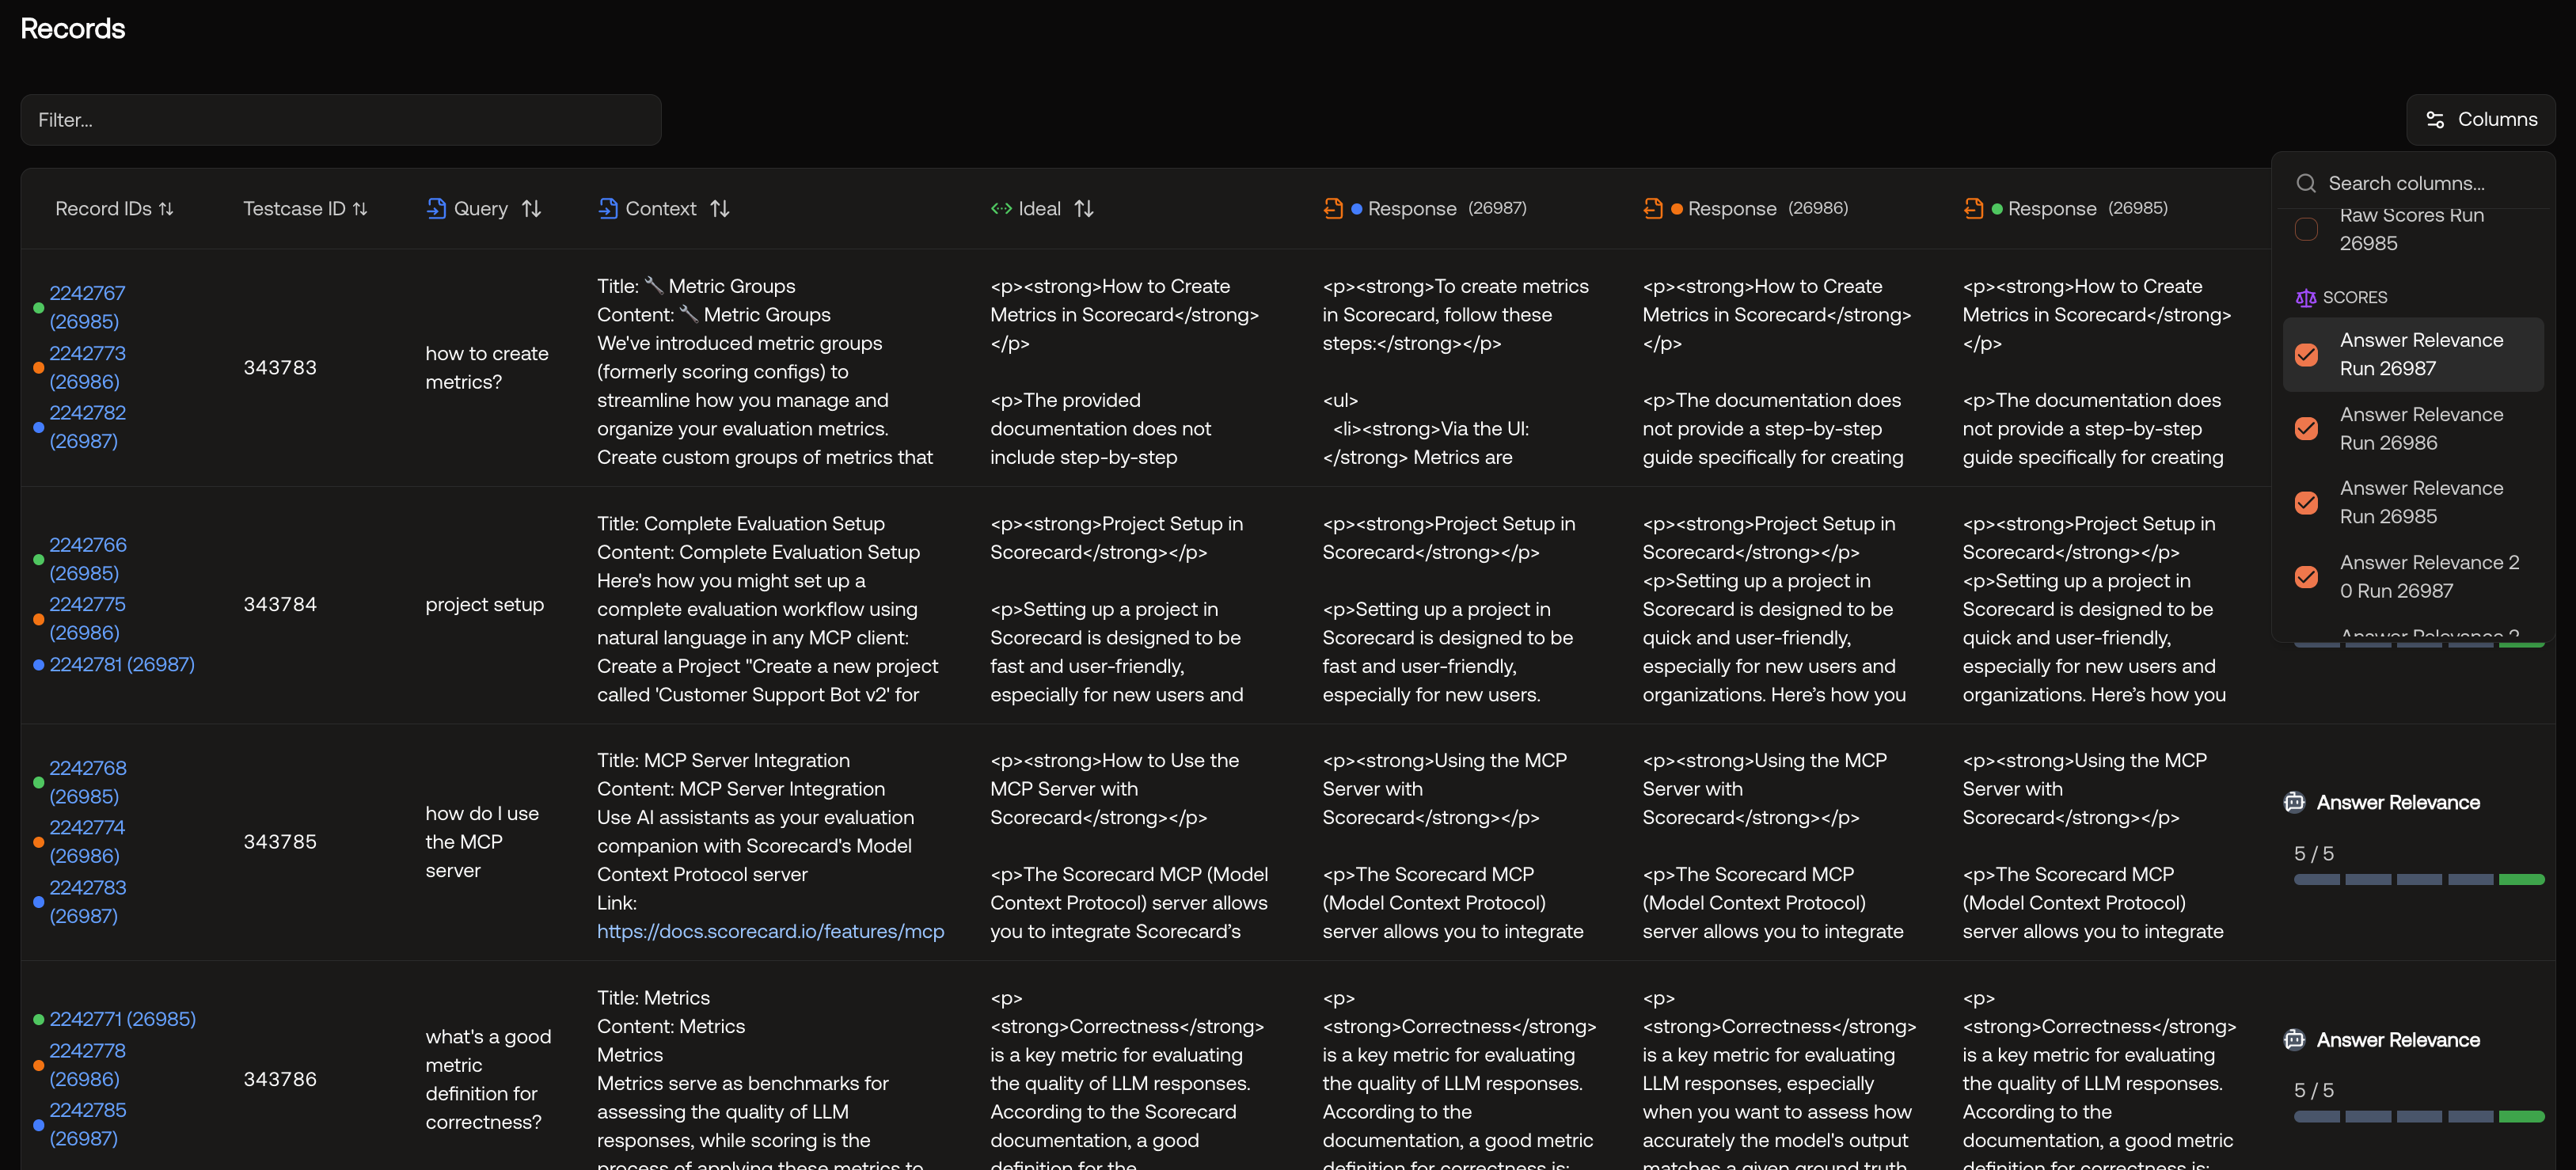 Records
Filter...
Columns
Record IDs
Testcase ID
Query
Context
Ideal
Response (26987)
Response (26986)
Response (26985)
Search columns...
Raw Scores Run
26985
SCORES
Answer Relevance
Run 26987
Answer Relevance
Run 26986
Answer Relevance
Run 26985
Answer Relevance 2
0 Run 26987
Answer Relevance 2
2242767
(26985)
2242773
(26986)
2242782
(26987)
343783
how to create
metrics?
Title: 🔧 Metric Groups
Content: 🔧 Metric Groups
We've introduced metric groups
(formerly scoring configs) to
streamline how you manage and
organize your evaluation metrics.
Create custom groups of metrics that
<p><strong>How to Create
Metrics in Scorecard</strong>
</p>
<p>The provided
documentation does not
include step-by-step
<p><strong>To create metrics
in Scorecard, follow these
steps:</strong></p>
<ul>
<li><strong>Via the UI:
</strong> Metrics are
<p><strong>How to Create
Metrics in Scorecard</strong>
</p>
<p>The documentation does
not provide a step-by-step
guide specifically for creating
<p><strong>How to Create
Metrics in Scorecard</strong>
</p>
<p>The documentation does
not provide a step-by-step
guide specifically for creating
2242766
(26985)
2242775
(26986)
2242781 (26987)
343784
project setup
Title: Complete Evaluation Setup
Content: Complete Evaluation Setup
Here's how you might set up a
complete evaluation workflow using
natural language in any MCP client:
Create a Project "Create a new project
called 'Customer Support Bot v2' for
<p><strong>Project Setup in
Scorecard</strong></p>
<p>Setting up a project in
Scorecard is designed to be
fast and user-friendly,
especially for new users and
<p><strong>Project Setup in
Scorecard</strong></p>
<p>Setting up a project in
Scorecard is designed to be
fast and user-friendly,
especially for new users.
<p><strong>Project Setup in
Scorecard</strong></p>
<p>Setting up a project in
Scorecard is designed to be
quick and user-friendly,
especially for new users and
organizations. Here’s how you
<p><strong>Project Setup in
Scorecard</strong></p>
<p>Setting up a project in
Scorecard is designed to be
quick and user-friendly,
especially for new users and
organizations. Here’s how you
2242768
(26985)
2242774
(26986)
2242783
(26987)
343785
how do I use
the MCP
server
Title: MCP Server Integration
Content: MCP Server Integration
Use AI assistants as your evaluation
companion with Scorecard's Model
Context Protocol server
Link:
https://docs.scorecard.io/features/mcp
<p><strong>How to Use the
MCP Server with
Scorecard</strong></p>
<p>The Scorecard MCP (Model
Context Protocol) server allows
you to integrate Scorecard’s
<p><strong>Using the MCP
Server with
Scorecard</strong></p>
<p>The Scorecard MCP
(Model Context Protocol)
server allows you to integrate
<p><strong>Using the MCP
Server with
Scorecard</strong></p>
<p>The Scorecard MCP
(Model Context Protocol)
server allows you to integrate
<p><strong>Using the MCP
Server with
Scorecard</strong></p>
<p>The Scorecard MCP
(Model Context Protocol)
server allows you to integrate
Answer Relevance
5 / 5
2242771 (26985)
2242778
(26986)
2242785
(26987)
343786
what's a good
metric
definition for
correctness?
Title: Metrics
Content: Metrics
Metrics
Metrics serve as benchmarks for
assessing the quality of LLM
responses, while scoring is the
process of applying these metrics to
<p>
<strong>Correctness</strong>
is a key metric for evaluating
the quality of LLM responses.
According to the Scorecard
documentation, a good
definition for the
<p>
<strong>Correctness</strong>
is a key metric for evaluating
the quality of LLM responses.
According to the
documentation, a good metric
definition for correctness is:
<p>
<strong>Correctness</strong>
is a key metric for evaluating
LLM responses, especially
when you want to assess how
accurately the model's output
matches a given ground truth
<p>
<strong>Correctness</strong>
is a key metric for evaluating
the quality of LLM responses.
According to the
documentation, a good metric
definition for correctness is:
Answer Relevance
5 / 5